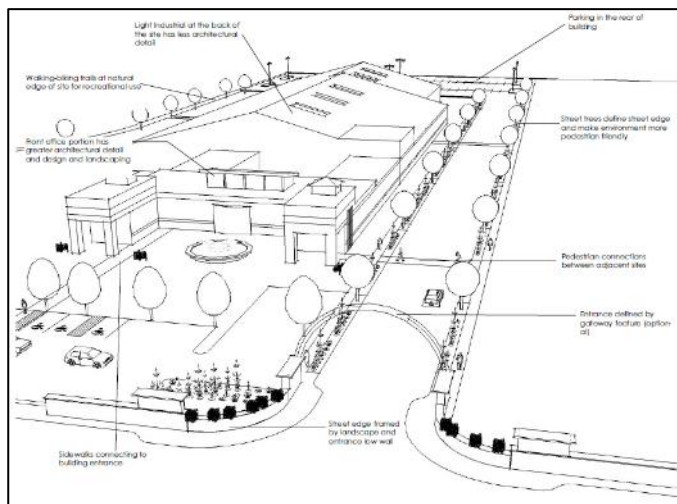 Light Industrial at the back of
the site has less architectural
detail
Parking in the rear of
building
Walking-biking trails at natural
edge of site for recreational use
Street trees define street edge
and make environment more
pedestrian friendly
Front office portion has
greater architectural detail
and design and landscaping
Pedestrian connections
between adjacent sites
Entrance defined by
gateway feature (option-
al)
Street edge framed
by landscape and
entrance low wall
Sidewalks connecting to
building entrance